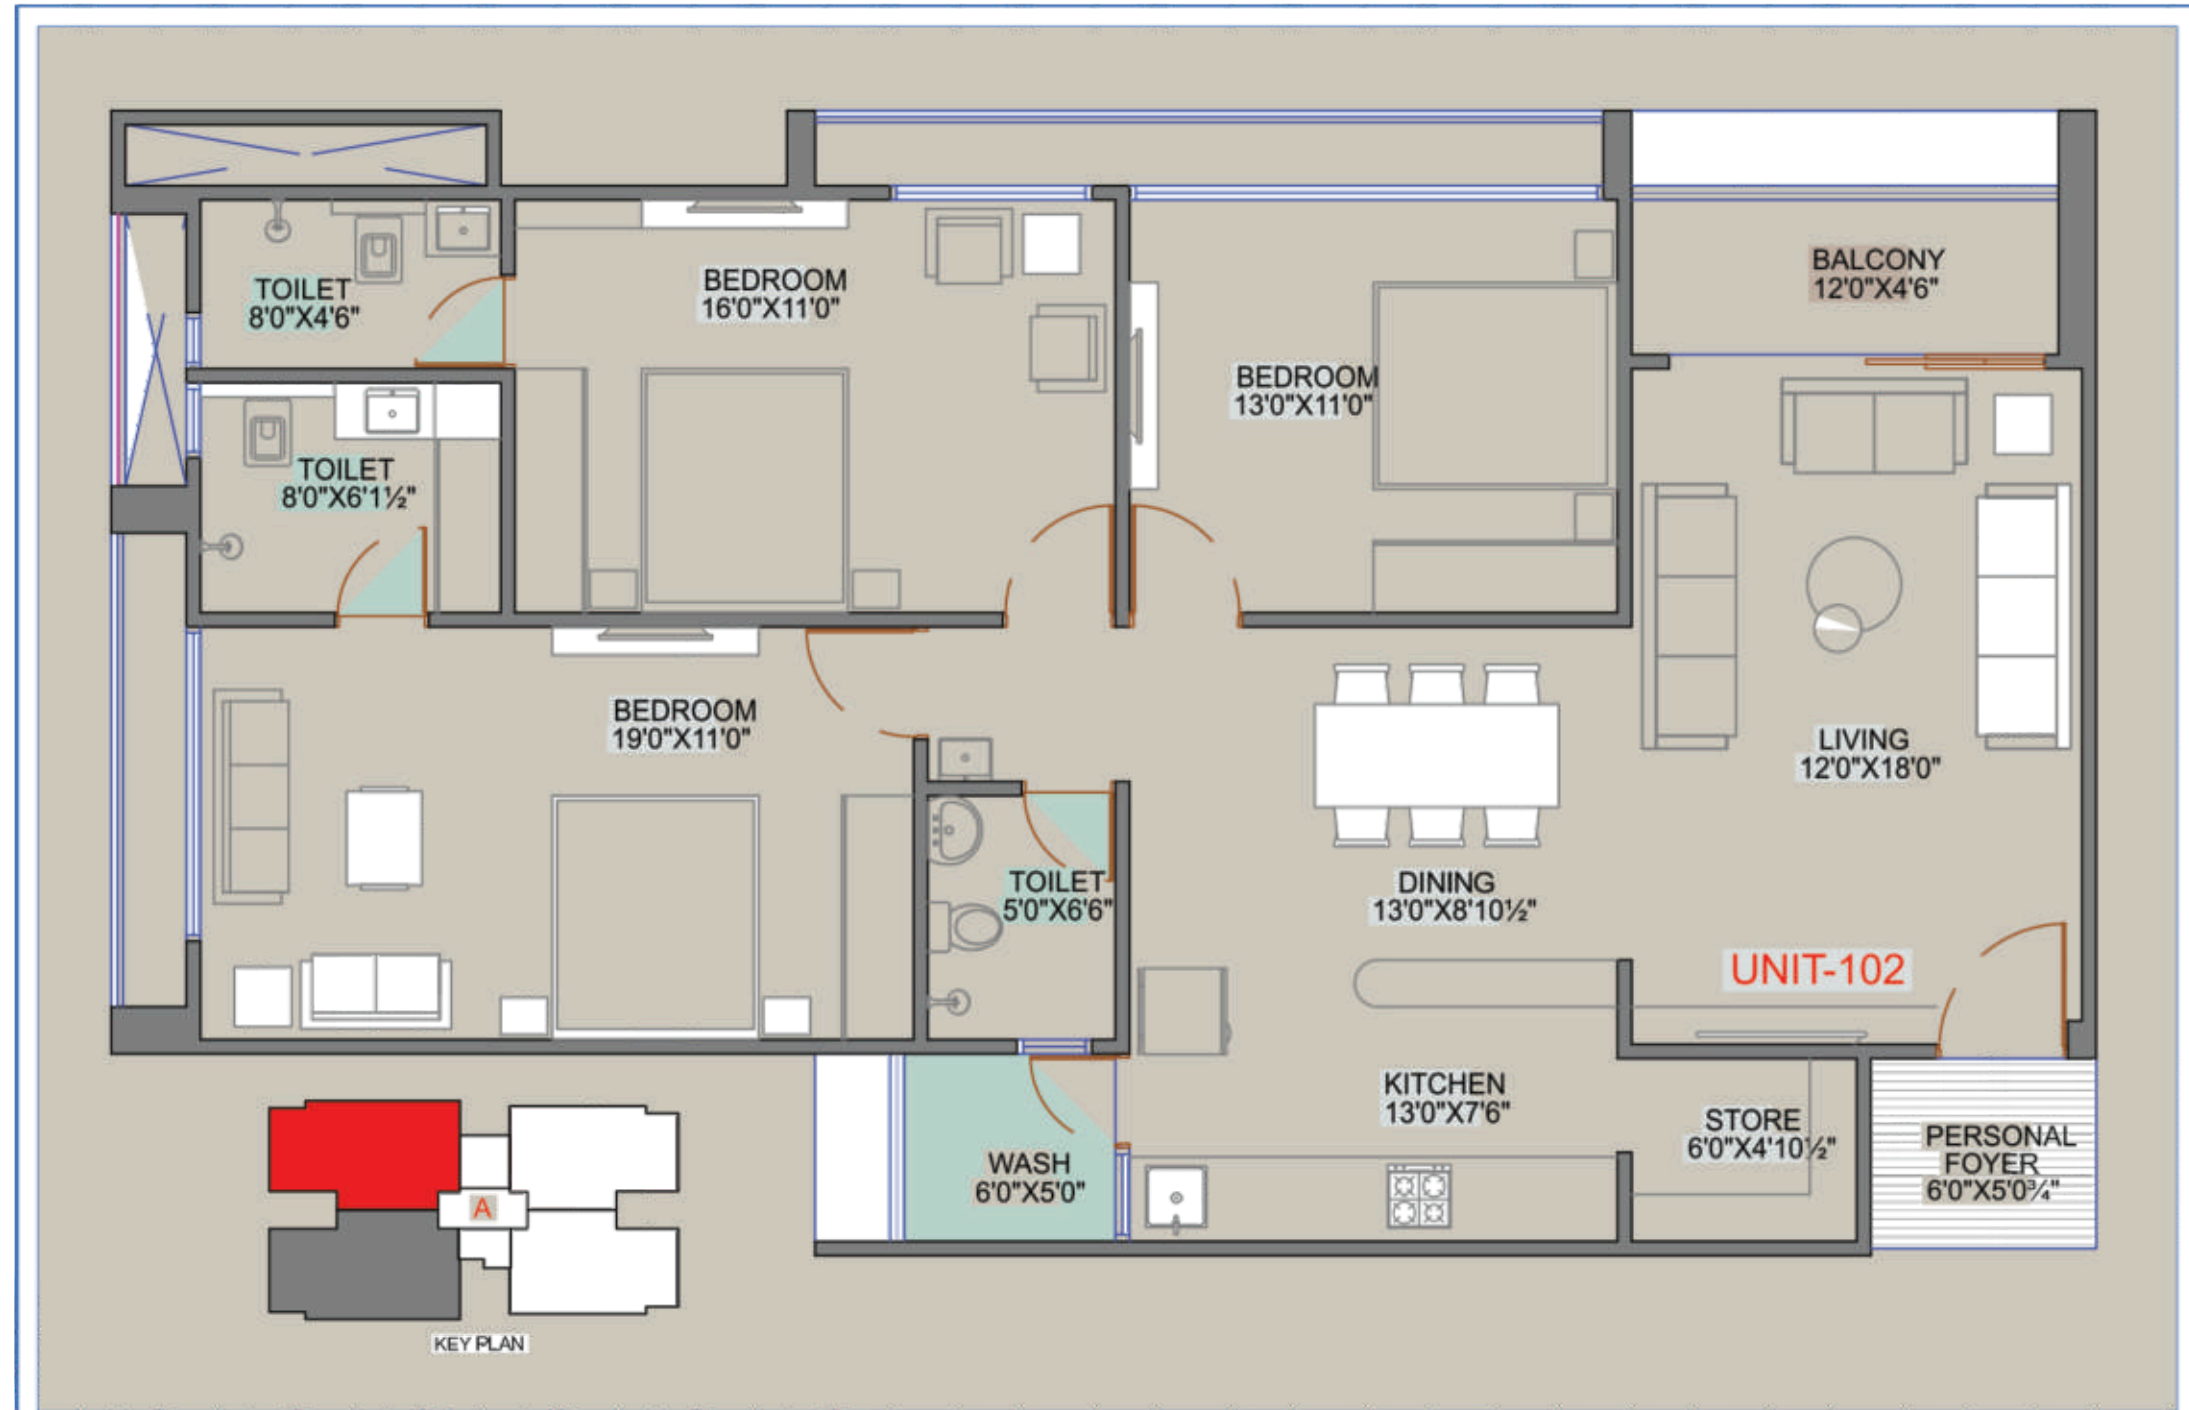 TOILET
8'0"X4'6"
BEDROOM
16'0"X11'0"
BALCONY
12'0"X4'6"
BEDROOM
13'0"X11'0"
TOILET
8'0"X6'1½"
BEDROOM
19'0"X11'0"
LIVING
12'0"X18'0"
TOILET
5'0"X6'6"
DINING
13'0"X8'10½"
UNIT-102
KITCHEN
13'0"X7'6"
STORE
6'0"X4'10½"
PERSONAL
FOYER
6'0"X5'0¾"
WASH
6'0"X5'0"
A
KEY PLAN